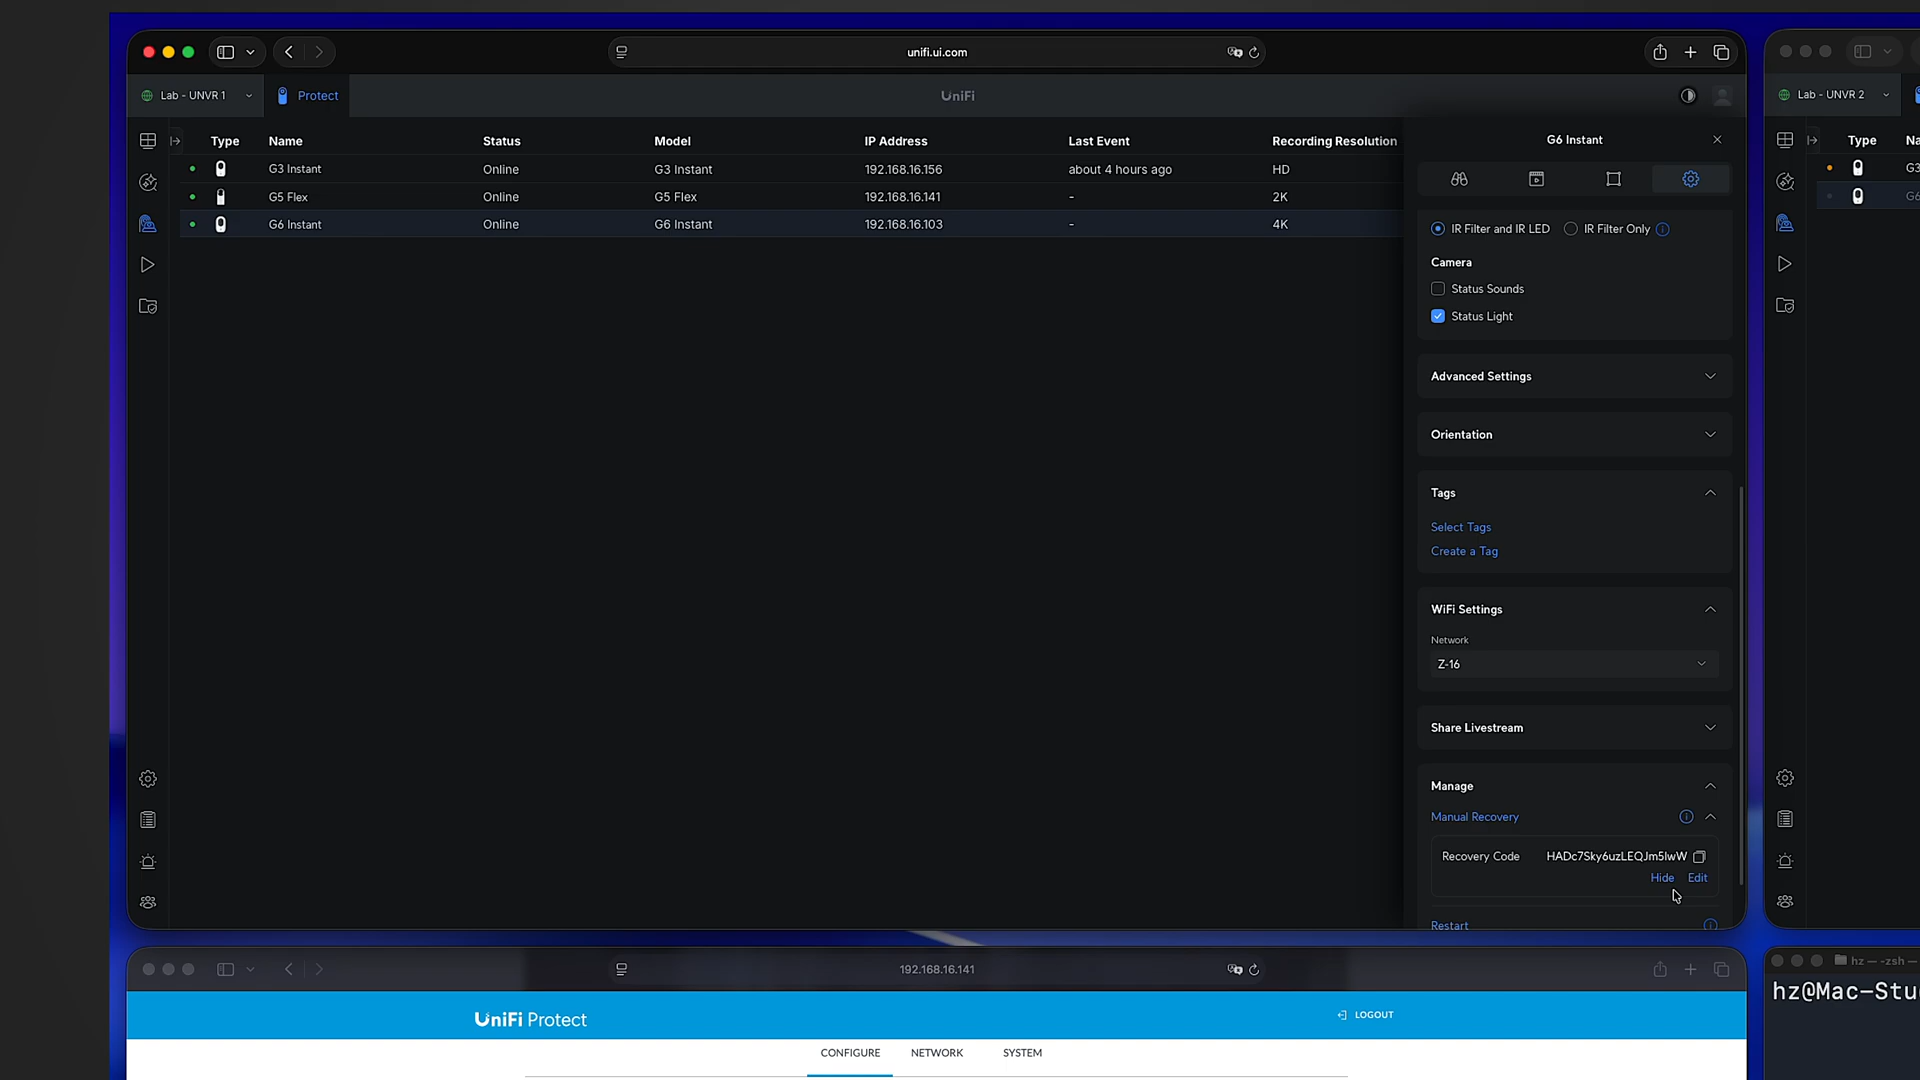 unifi.ui.com
Lab - UNVR 1
Protect
UniFi
Lab - UNVR 2
Type Name Status Model IP Address Last Event Recording Resolution
G3 Instant Online G3 Instant 192.168.16.156 about 4 hours ago HD
G5 Flex Online G5 Flex 192.168.16.141 - 2K
G6 Instant Online G6 Instant 192.168.16.103 - 4K
G6 Instant
IR Filter and IR LED IR Filter Only
Camera
Status Sounds
Status Light
Advanced Settings
Orientation
Tags
Select Tags
Create a Tag
WiFi Settings
Network
Z-16
Share Livestream
Manage
Manual Recovery
Recovery Code HADc7Sky6uzLEQJm5lwW
Hide Edit
Restart
Type Na
G3
G6
192.168.16.141
UniFi Protect
LOGOUT
CONFIGURE NETWORK SYSTEM
hz — -zsh —
hz@Mac-Stu